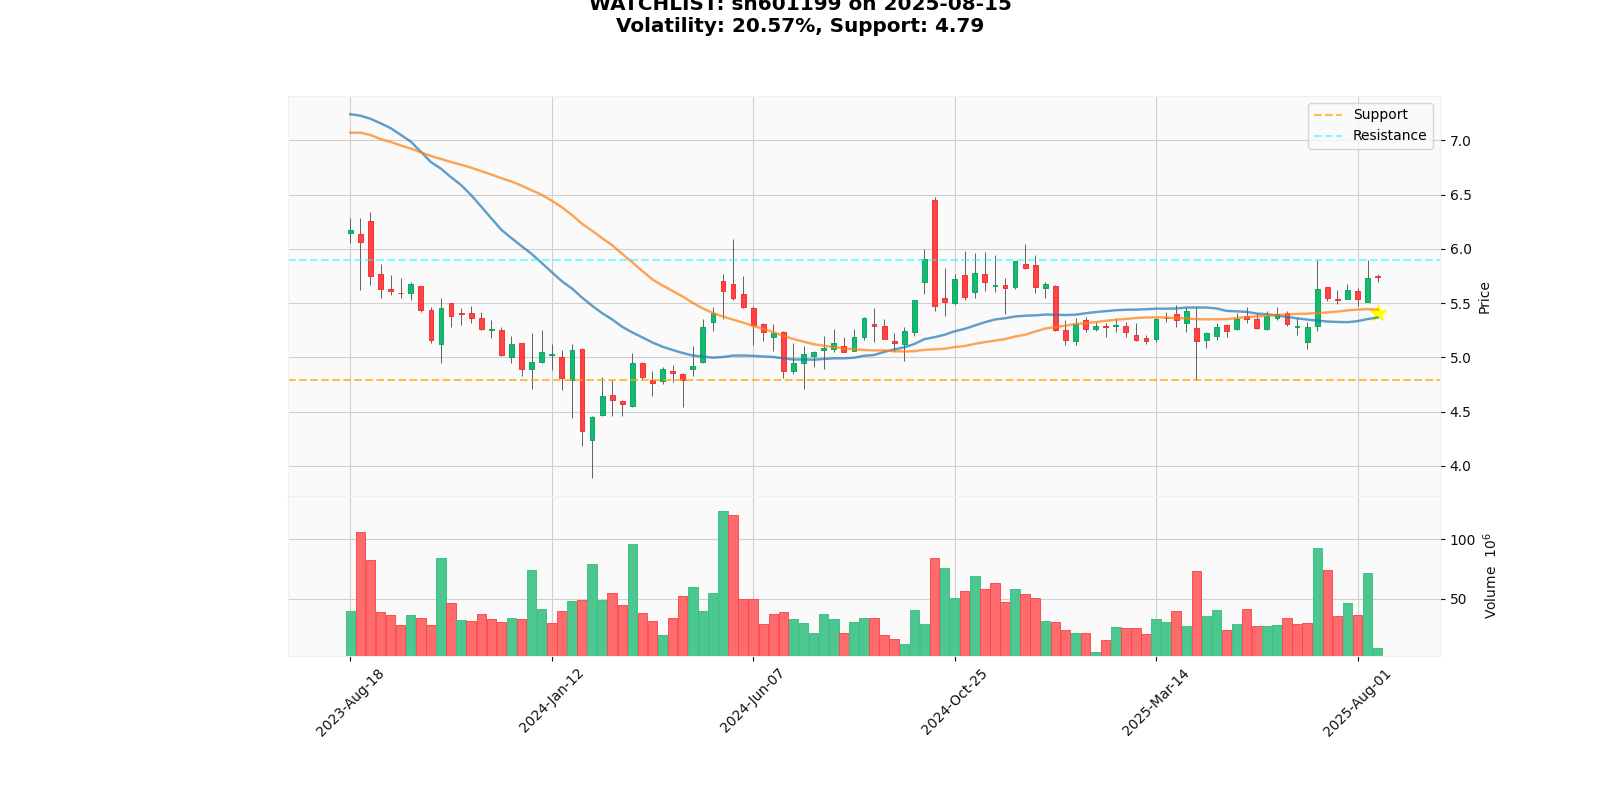 WATCHLIST: sh601199 on 2025-08-15
Volatility: 20.57%, Support: 4.79
Support
Resistance
7.0
6.5
6.0
5.5
5.0
4.5
4.0
Price
100
50
Volume 10⁶
2023-Aug-18
2024-Jan-12
2024-Jun-07
2024-Oct-25
2025-Mar-14
2025-Aug-01